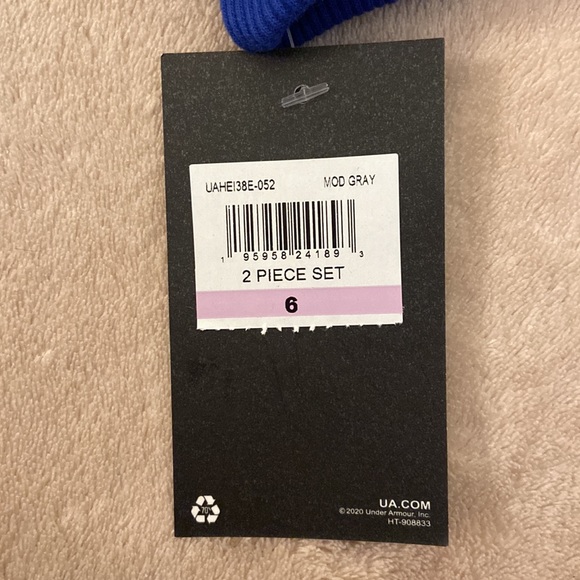 UAHEI38E-052 MOD GRAY
1 95958 24189 3
2 PIECE SET
6
70%
UA.COM
©2020 Under Armour, Inc.
HT-908833